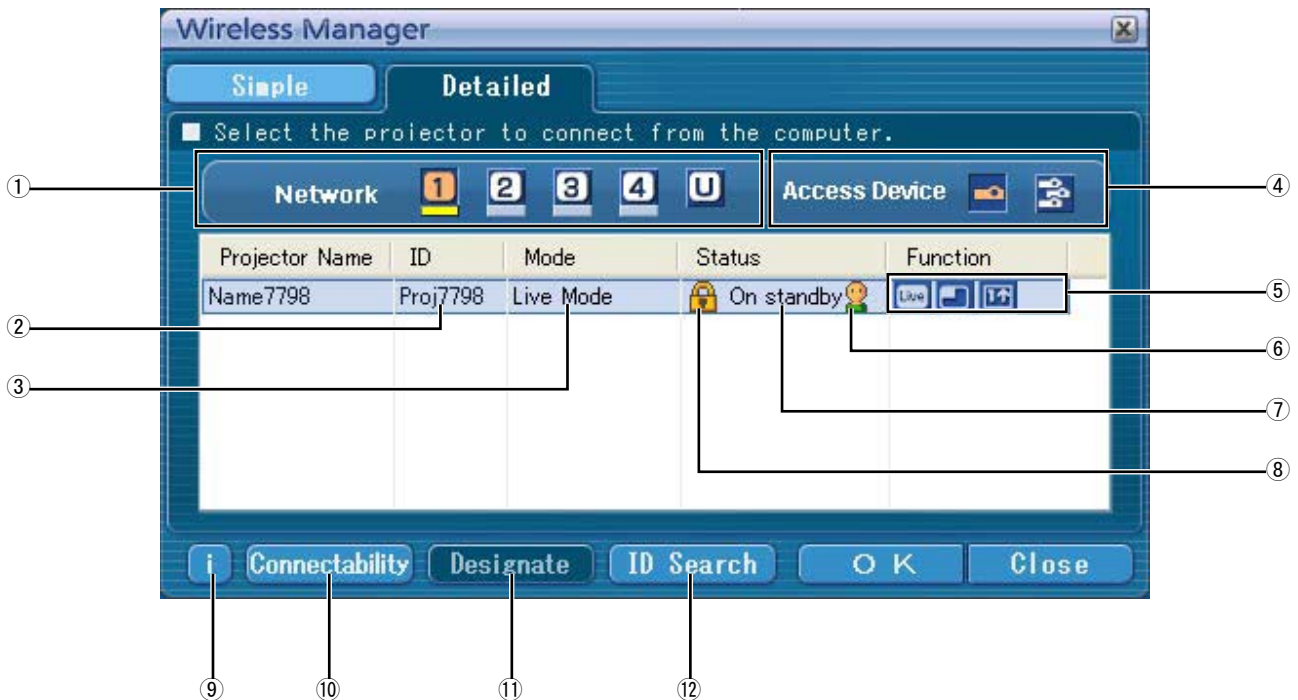 Wireless Manager
Simple Detailed
Select the projector to connect from the computer.
① Network 1 2 3 4 U Access Device ④
Projector Name ID Mode Status Function
Name7798 Proj7798 Live Mode On standby Live 1 ⑤
②
⑥
③
⑦
⑧
i Connectability Designate ID Search OK Close
⑨ ⑩ ⑪ ⑫